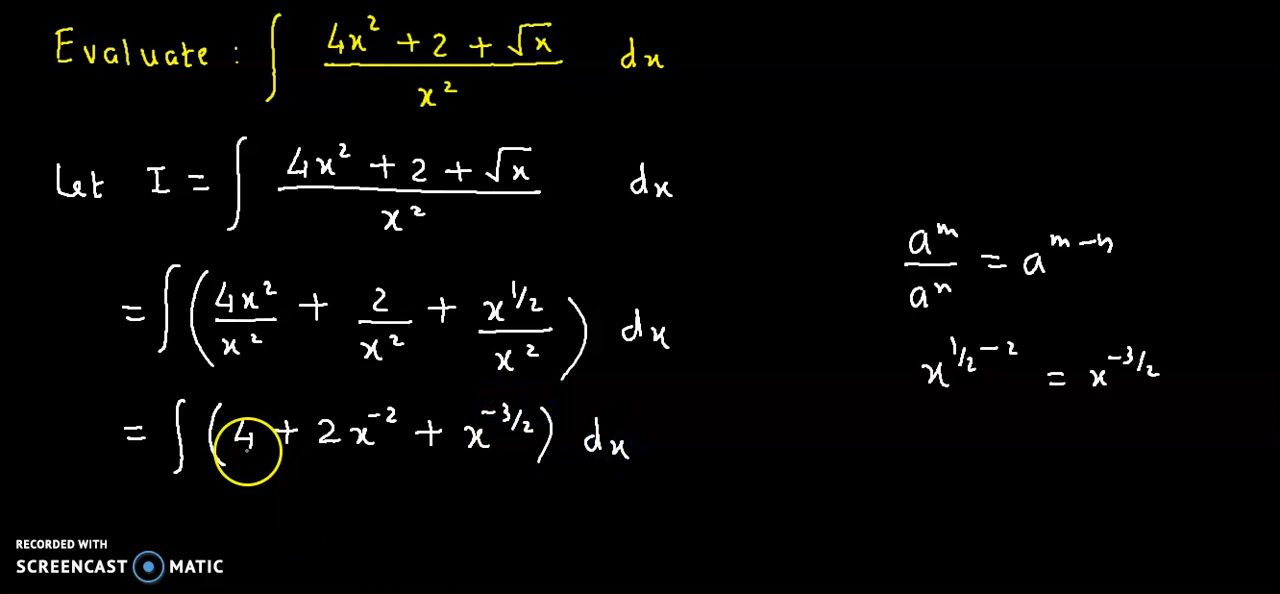 Evaluate : ∫ (4x² + 2 + √x)/x² dx
Let I = ∫ (4x² + 2 + √x)/x² dx
= ∫ (4x²/x² + 2/x² + x^(1/2)/x²) dx
= ∫ (4 + 2x^(-2) + x^(-3/2)) dx
a^m/a^n = a^(m-n)
x^(1/2-2) = x^(-3/2)
RECORDED WITH
SCREENCAST MATIC